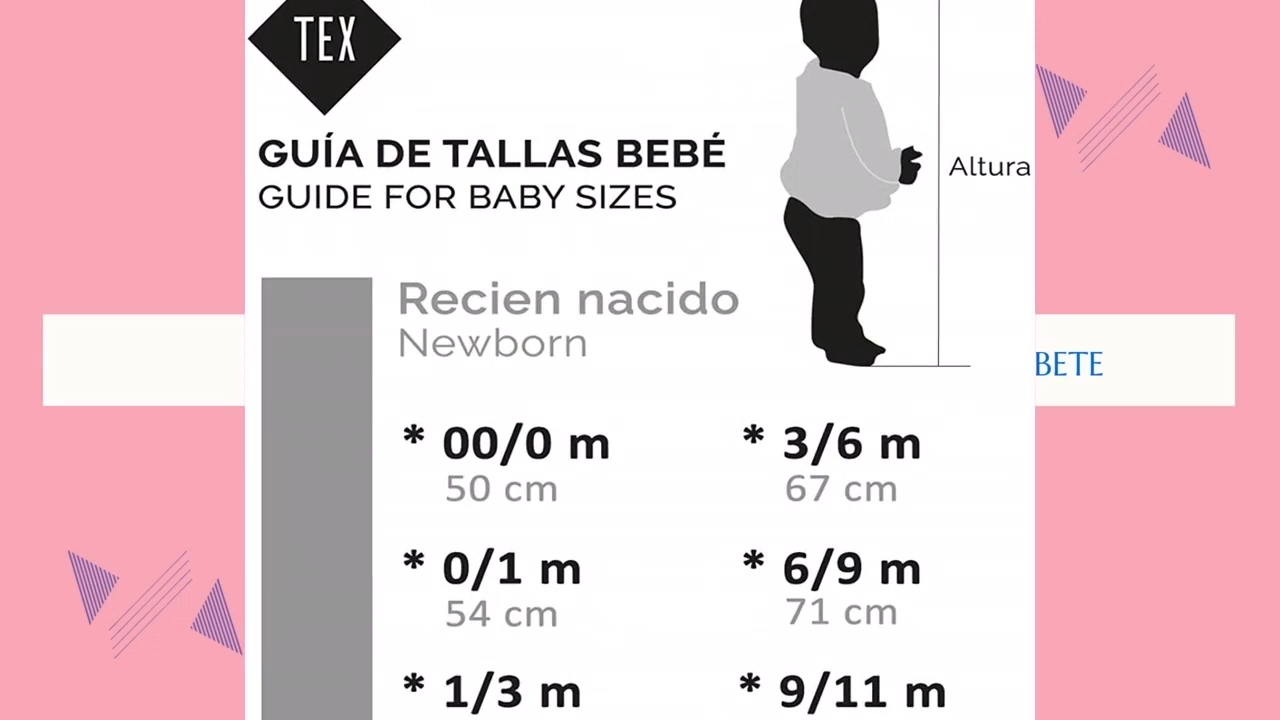 TEX
GUÍA DE TALLAS BEBÉ
GUIDE FOR BABY SIZES
Altura
Recien nacido
Newborn
BETE
* 00/0 m
50 cm
* 3/6 m
67 cm
* 0/1 m
54 cm
* 6/9 m
71 cm
* 1/3 m
* 9/11 m